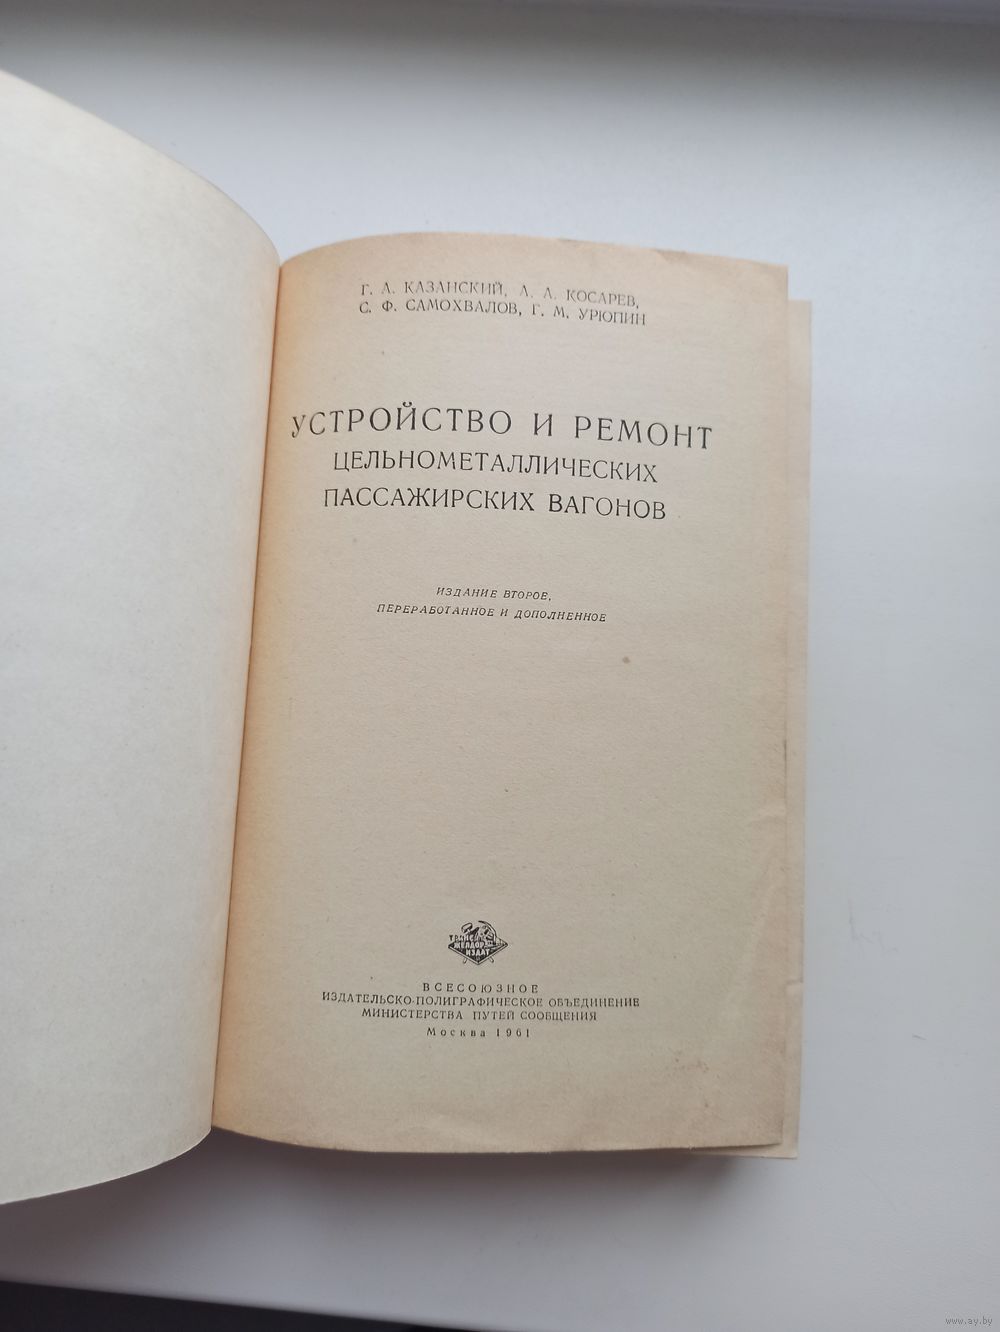 Г. А. КАЗАНСКИЙ, А. А. КОСАРЕВ,
С. Ф. САМОХВАЛОВ, Г. М. УРЮПИН
УСТРОЙСТВО И РЕМОНТ
ЦЕЛЬНОМЕТАЛЛИЧЕСКИХ
ПАССАЖИРСКИХ ВАГОНОВ
ИЗДАНИЕ ВТОРОЕ,
ПЕРЕРАБОТАННОЕ И ДОПОЛНЕННОЕ
ТРАНС
ЖЕЛДОР
ИЗДАТ
ВСЕСОЮЗНОЕ
ИЗДАТЕЛЬСКО-ПОЛИГРАФИЧЕСКОЕ ОБЪЕДИНЕНИЕ
МИНИСТЕРСТВА ПУТЕЙ СООБЩЕНИЯ
Москва 1961
www.ay.by